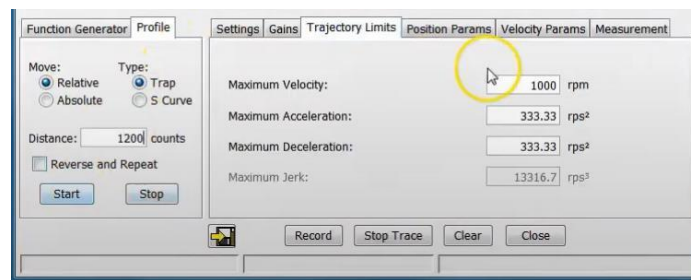 Function Generator Profile
Move: Type:
Relative Trap
Absolute S Curve
Distance: 1200 counts
Reverse and Repeat
Start Stop
Settings Gains Trajectory Limits Position Params Velocity Params Measurement
Maximum Velocity: 1000 rpm
Maximum Acceleration: 333.33 rps²
Maximum Deceleration: 333.33 rps²
Maximum Jerk: 13316.7 rps³
Record Stop Trace Clear Close